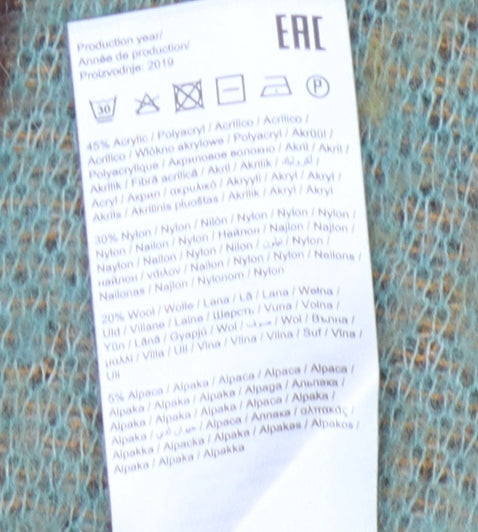 EAC
Production year/
Année de production/
Proizvodnje: 2019
30 P
45% Acrylic / Polyacryl / Acrilico / Acrílico /
Acrílico / Włókno akrylowe / Polyacryl / Akrüül /
Polyacrylique / Акриловое волокно / Akril / Akril /
Akrilik / Fibră acrilică / Akril / Akrilik /
Acryl / Акрил / ακρυλικό / Akryyli / Akryl / Akryl /
Akrils / Akrilinis pluoštas / Akrilik / Akryl / Akryl
30% Nylon / Nylon / Nilón / Nylon / Nylon / Nylon /
Nylon / Nailon / Nylon / Нейлон / Najlon / Najlon /
Naylon / Nailon / Nylon / Nilon / / Nylon /
найлон / νάιλον / Nailon / Nylon / Nylon / Neilons /
Nailonas / Najlon / Nylonom / Nylon
20% Wool / Wolle / Lana / Lã / Lana / Wełna /
Uld / Villane / Laine / Шерсть / Vuna / Volna /
Yün / Lână / Gyapjú / Wol / صوف / Wol / Вълна /
μαλλί / Villa / Ull / Vlna / Vilna / Suf / Vlna /
Ull
5% Alpaca / Alpaka / Alpaca / Alpaca / Alpaca /
Alpaka / Alpaka / Alpaka / Alpaga / Альпака /
Alpaka / Alpaka / Alpaka / Alpaca / Alpaka /
Alpaka / / Alpaca / Алпака / αλπακάς /
Alpakka / Alpacka / Alpaka / Alpakas / Alpakos /
Alpaka / Alpaka / Alpakka